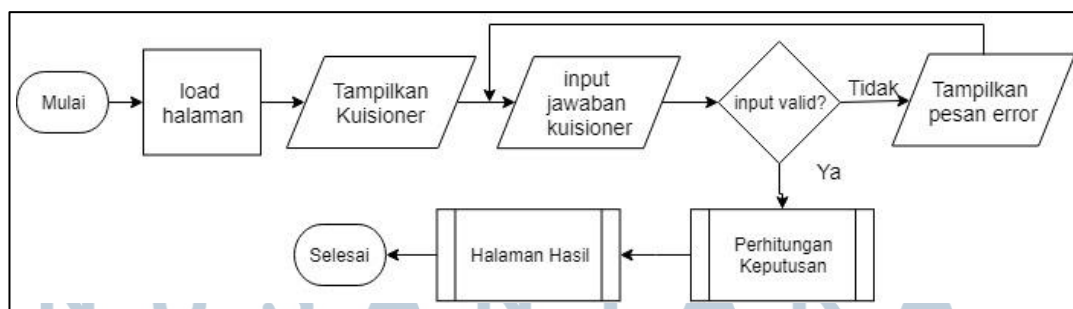 Mulai
load
halaman
Tampilkan
Kuisioner
input
jawaban
kuisioner
input valid?
Tidak
Tampilkan
pesan error
Ya
Perhitungan
Keputusan
Halaman Hasil
Selesai